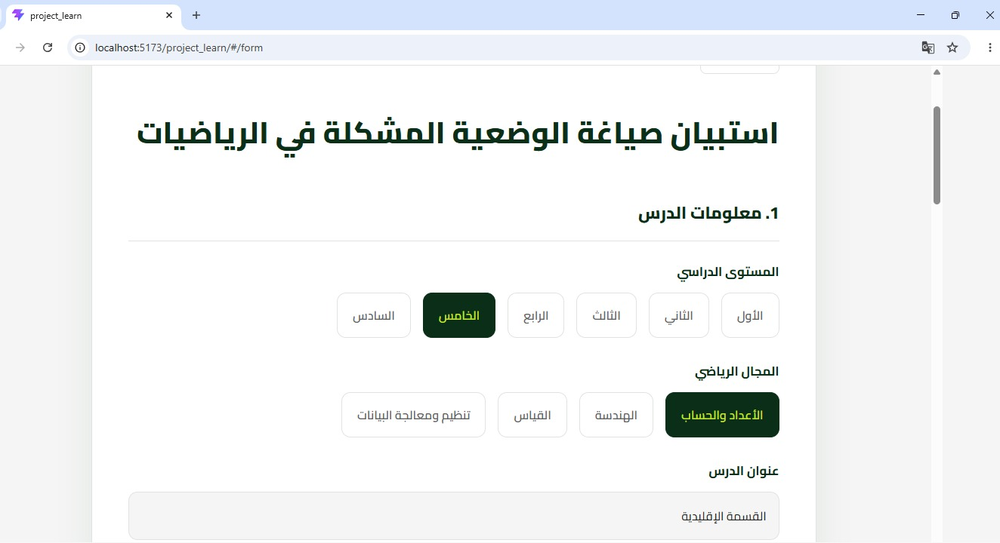 project_learn
localhost:5173/project_learn/#/form
استبيان صياغة الوضعية المشكلة في الرياضيات
1. معلومات الدرس
المستوى الدراسي
الأول الثاني الثالث الرابع الخامس السادس
المجال الرياضي
الأعداد والحساب الهندسة القياس تنظيم ومعالجة البيانات
عنوان الدرس
القسمة الإقليدية